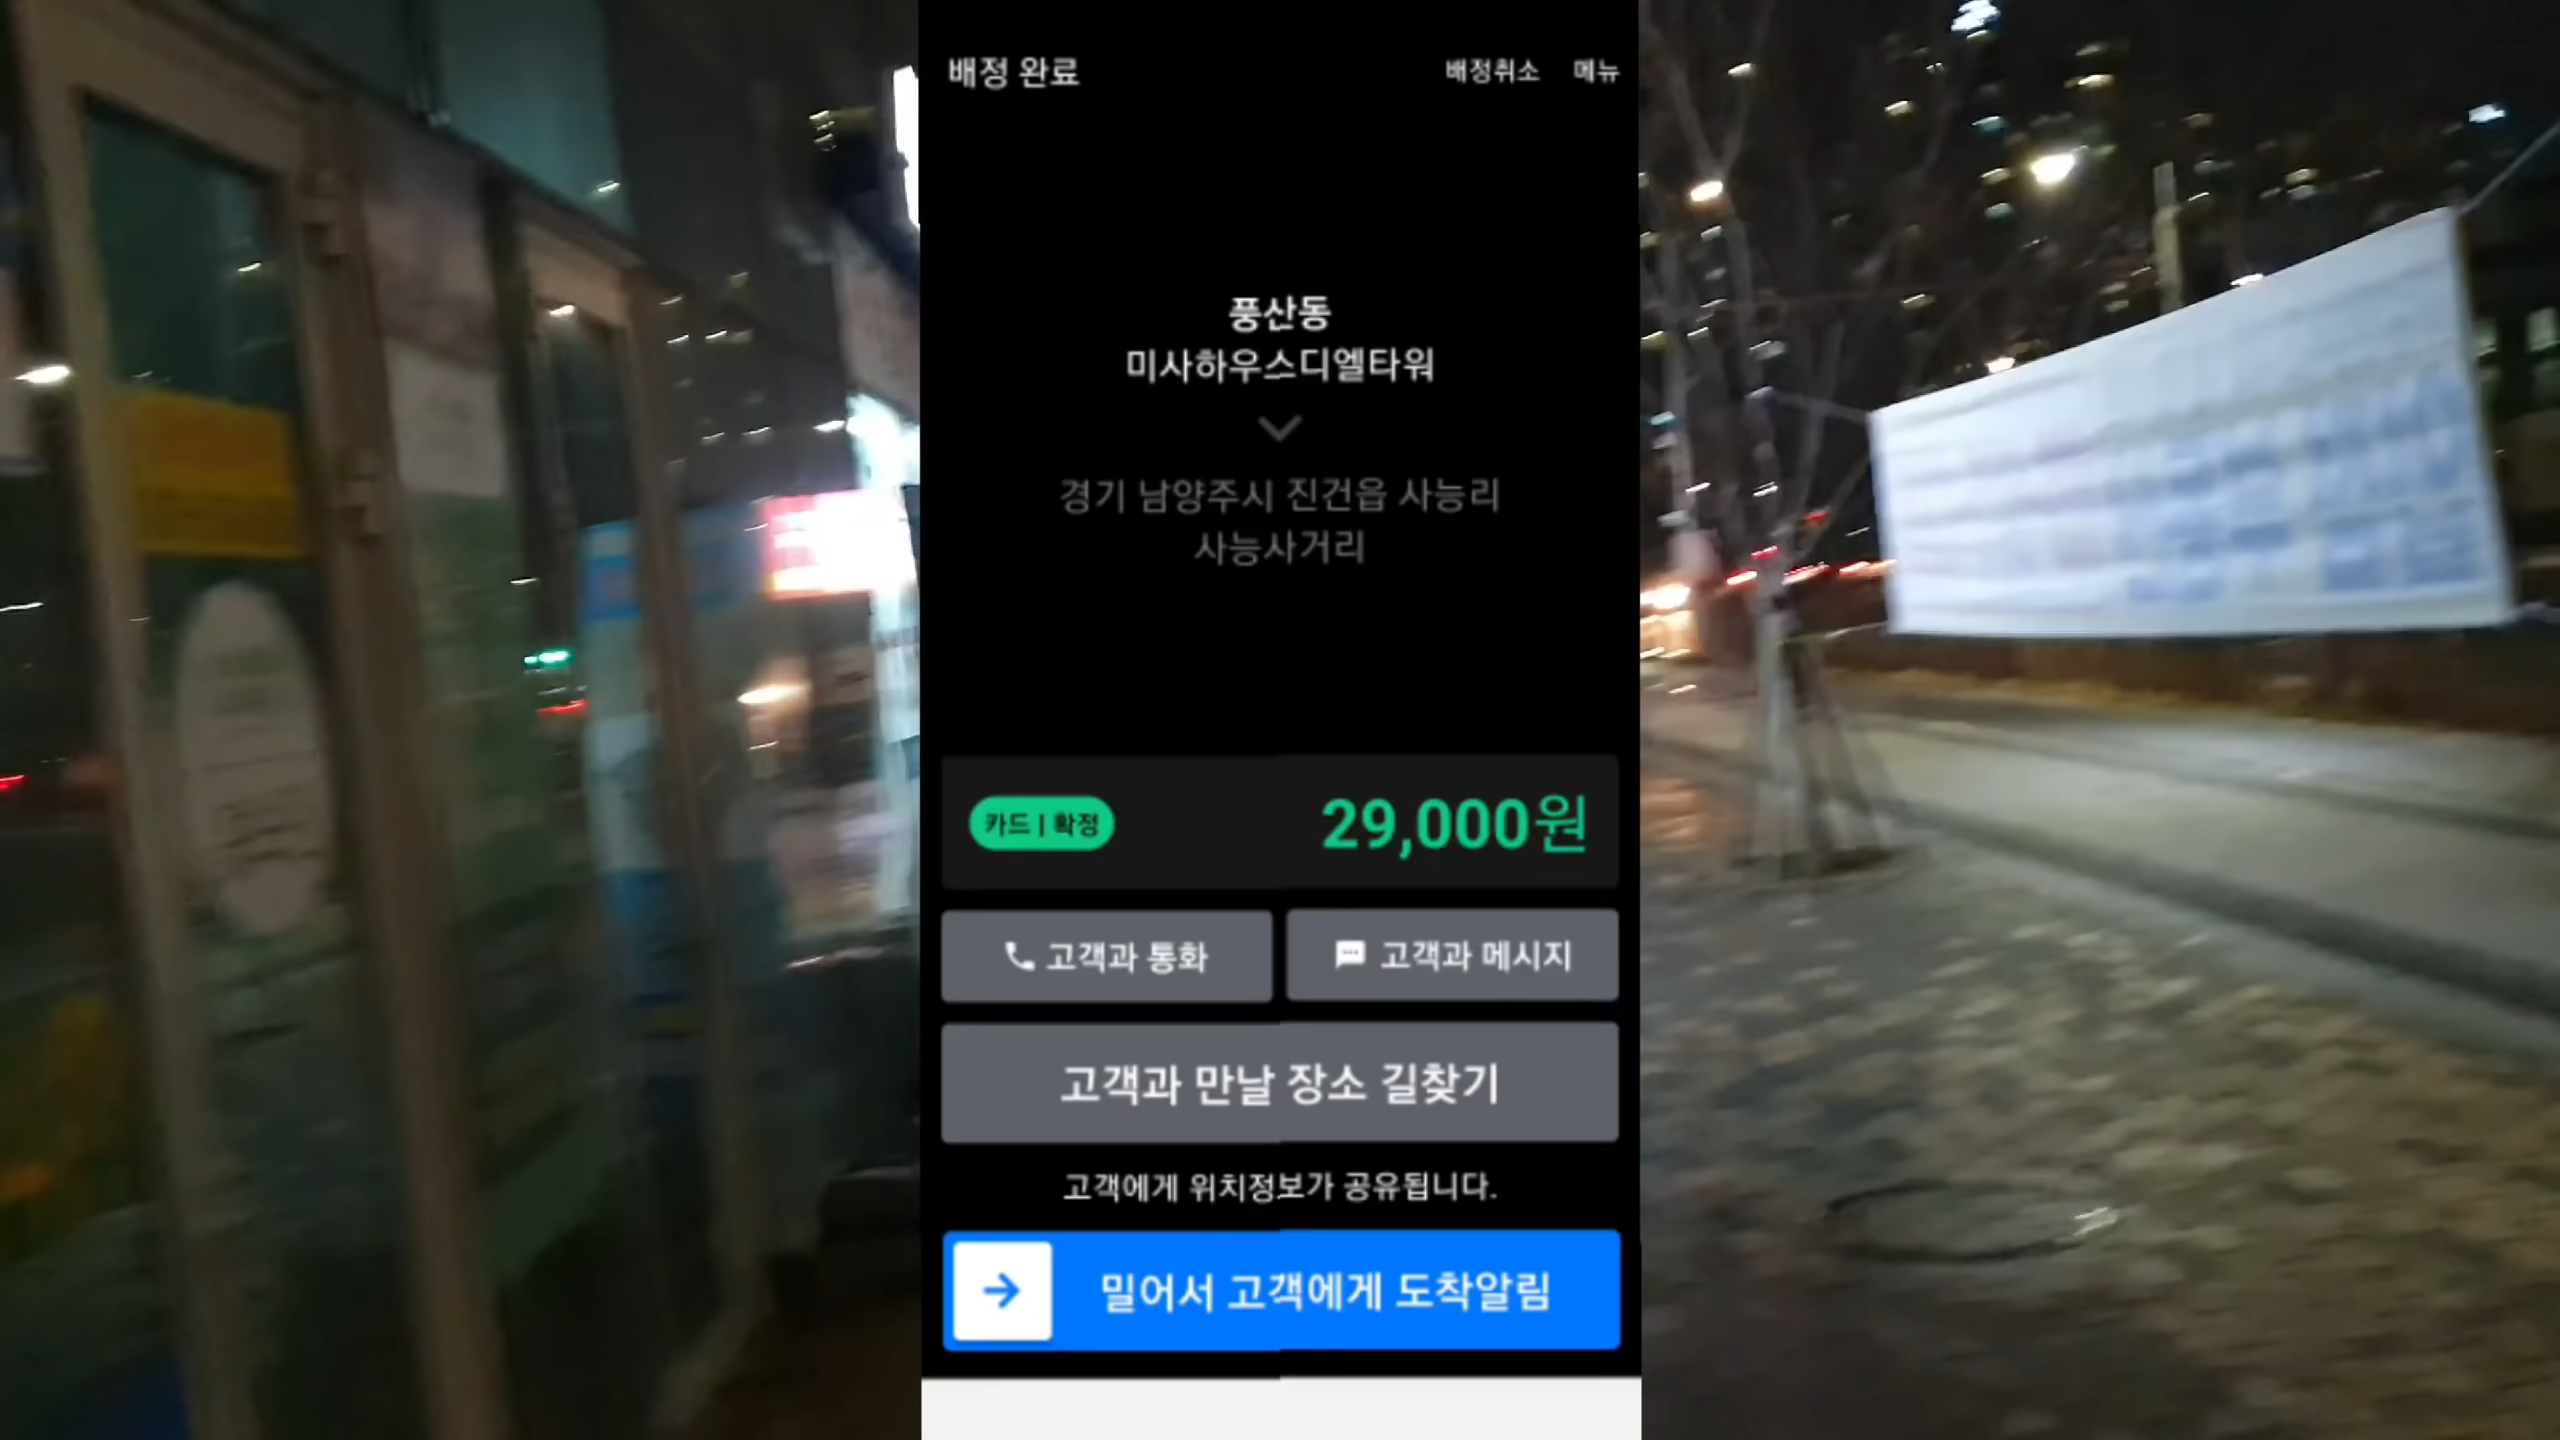 배정 완료
배정취소 메뉴
풍산동
미사하우스디엘타워
경기 남양주시 진건읍 사능리
사능사거리
카드 | 확정
29,000원
고객과 통화
고객과 메시지
고객과 만날 장소 길찾기
고객에게 위치정보가 공유됩니다.
밀어서 고객에게 도착알림